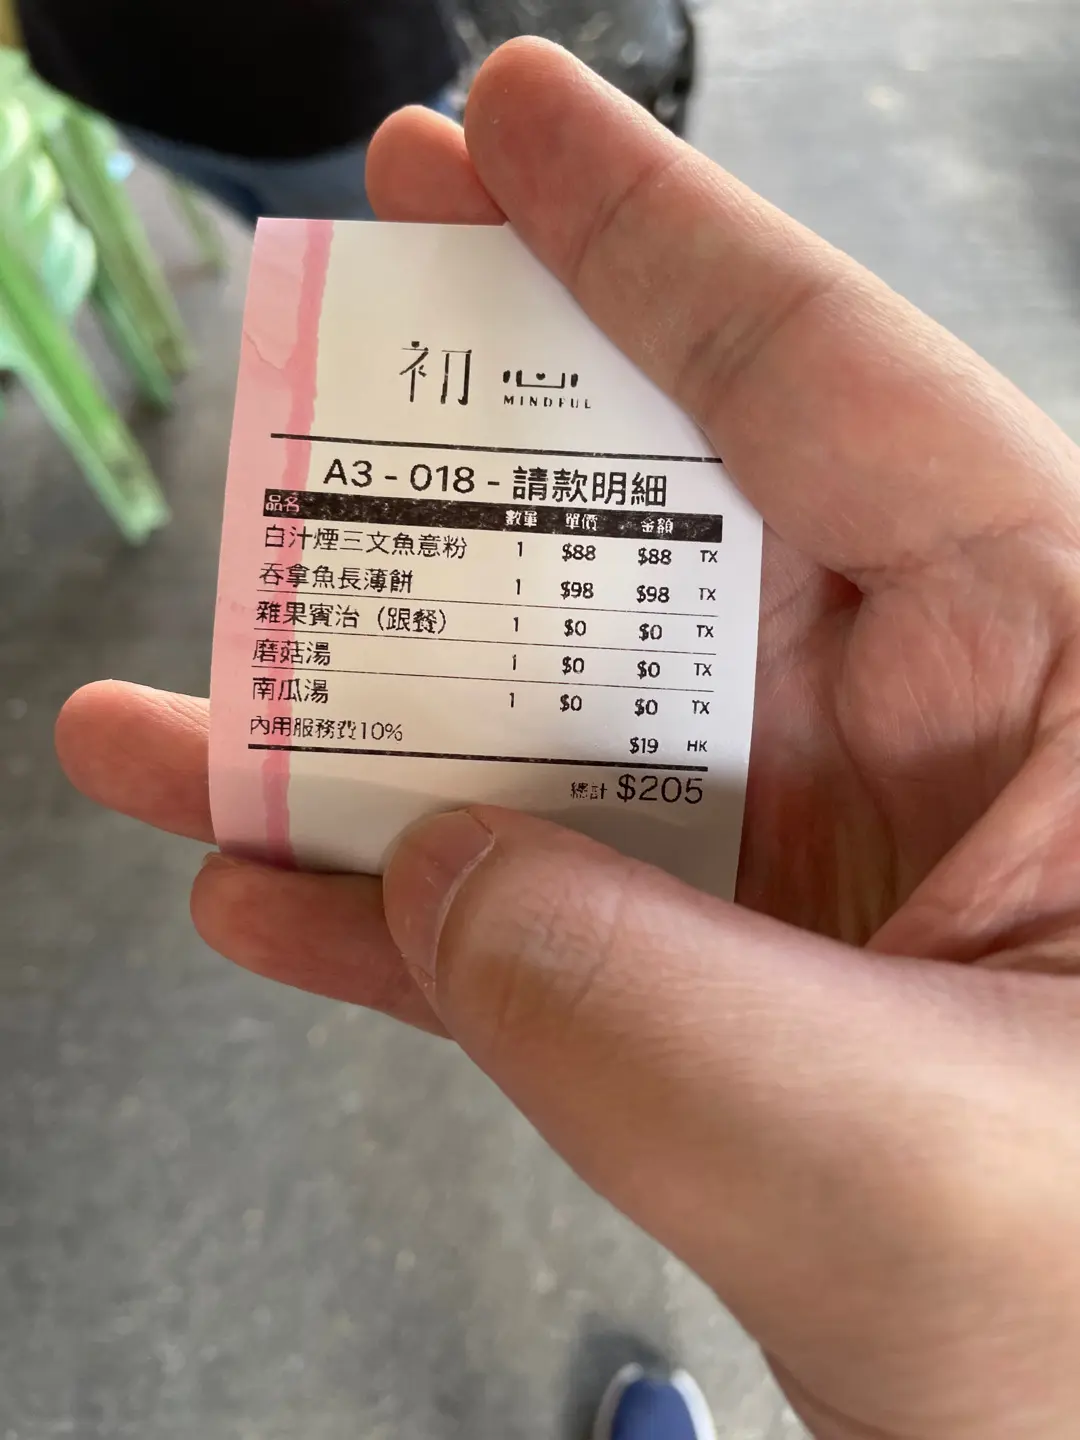 初心
MINDFUL
A3 - 018 - 請款明細
品名 數量 單價 金額
白汁煙三文魚意粉 1 $88 $88 TX
吞拿魚長薄餅 1 $98 $98 TX
雜果賓治（跟餐） 1 $0 $0 TX
磨菇湯 1 $0 $0 TX
南瓜湯 1 $0 $0 TX
內用服務費10% $19 HK
總計 $205